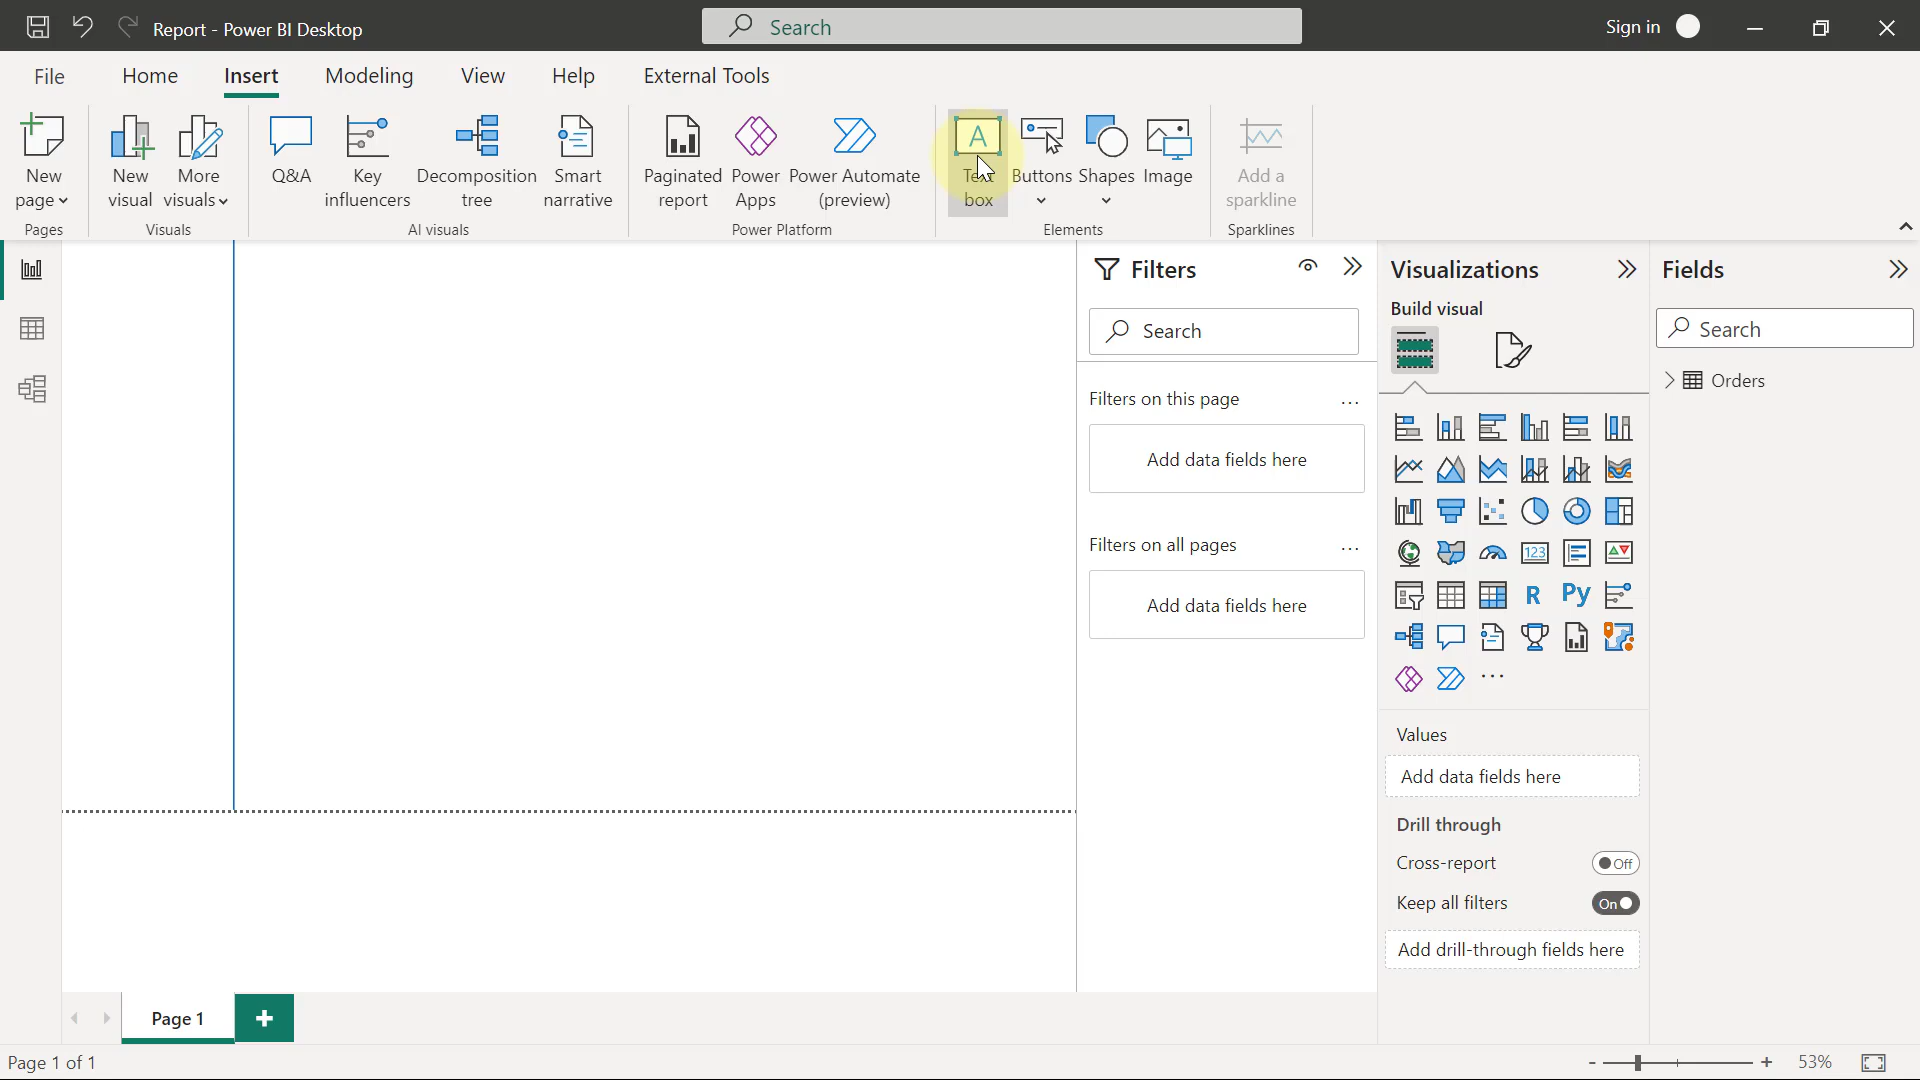 Report - Power BI Desktop
Search
Sign in
File Home Insert Modeling View Help External Tools
New page
New visual
More visuals
Q&A
Key influencers
Decomposition tree
Smart narrative
Paginated report
Power Apps
Power Automate (preview)
A
Text box
Buttons
Shapes
Image
Add a sparkline
Pages
Visuals
AI visuals
Power Platform
Elements
Sparklines
Filters
Search
Filters on this page
...
Add data fields here
Filters on all pages
...
Add data fields here
Visualizations
Build visual
123
R
Py
...
Values
Add data fields here
Drill through
Cross-report
Off
Keep all filters
On
Add drill-through fields here
Fields
Search
Orders
Page 1
+
Page 1 of 1
- + 53%